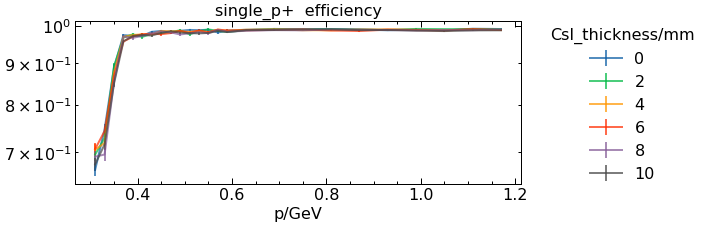 single_p+ efficiency
10⁰
9 × 10⁻¹
8 × 10⁻¹
7 × 10⁻¹
0.4 0.6 0.8 1.0 1.2
p/GeV
CsI_thickness/mm
0
2
4
6
8
10